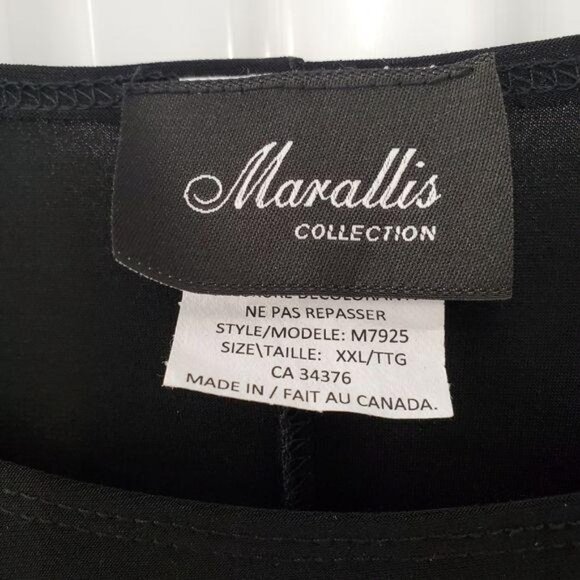 Marallis
COLLECTION
NE PAS REPASSER
STYLE/MODELE: M7925
SIZE\TAILLE: XXL/TTG
CA 34376
MADE IN / FAIT AU CANADA.